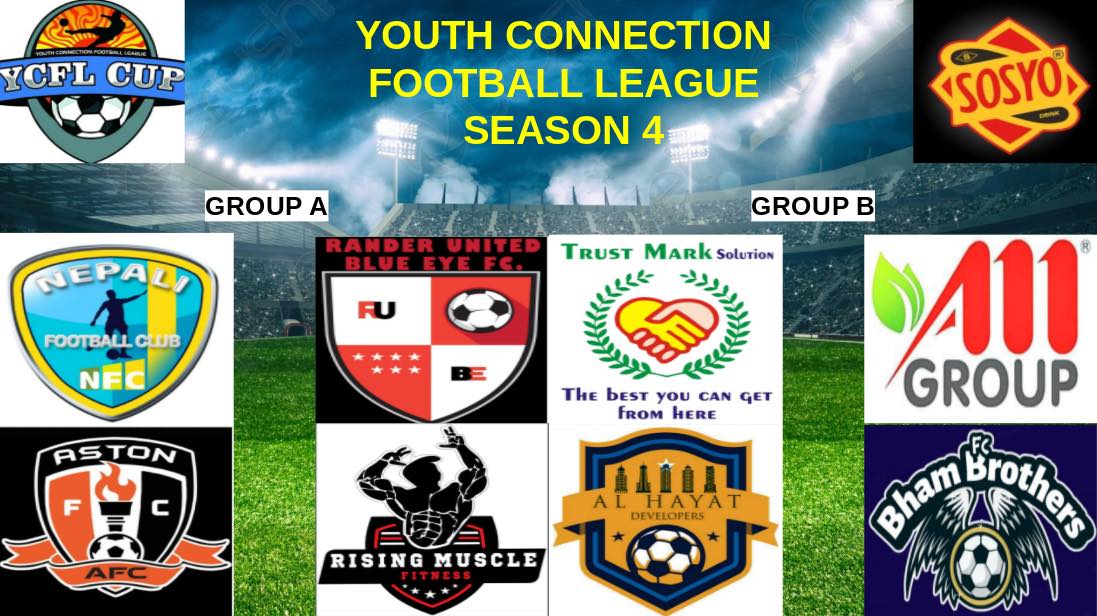 YOUTH CONNECTION FOOTBALL LEAGUE
YCFL CUP
YOUTH CONNECTION
FOOTBALL LEAGUE
SEASON 4
B
SOSYO®
DRINK
GROUP A
GROUP B
NEPALI
FOOTBALL CLUB
NFC
RANDER UNITED
BLUE EYE FC.
RU
BE
TRUST MARK Solution
THE BEST YOU CAN GET
FROM HERE
A11®
GROUP
ASTON
F C
AFC
RISING MUSCLE
FITNESS
AL HAYAT
DEVELOPERS
FC
Bham Brothers